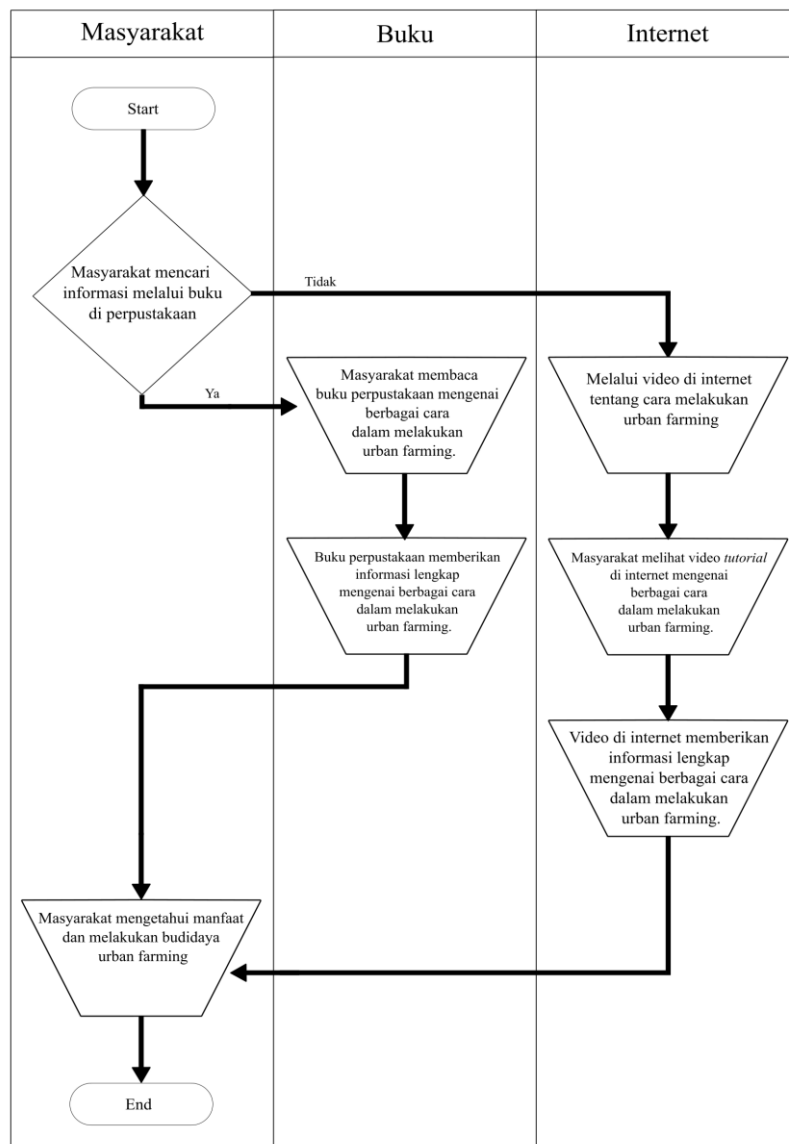 Masyarakat
Buku
Internet
Start
Masyarakat mencari
informasi melalui buku
di perpustakaan
Tidak
Ya
Masyarakat membaca
buku perpustakaan mengenai
berbagai cara
dalam melakukan
urban farming.
Melalui video di internet
tentang cara melakukan
urban farming
Buku perpustakaan memberikan
informasi lengkap
mengenai berbagai cara
dalam melakukan
urban farming.
Masyarakat melihat video tutorial
di internet mengenai
berbagai cara
dalam melakukan
urban farming.
Video di internet memberikan
informasi lengkap
mengenai berbagai cara
dalam melakukan
urban farming.
Masyarakat mengetahui manfaat
dan melakukan budidaya
urban farming
End